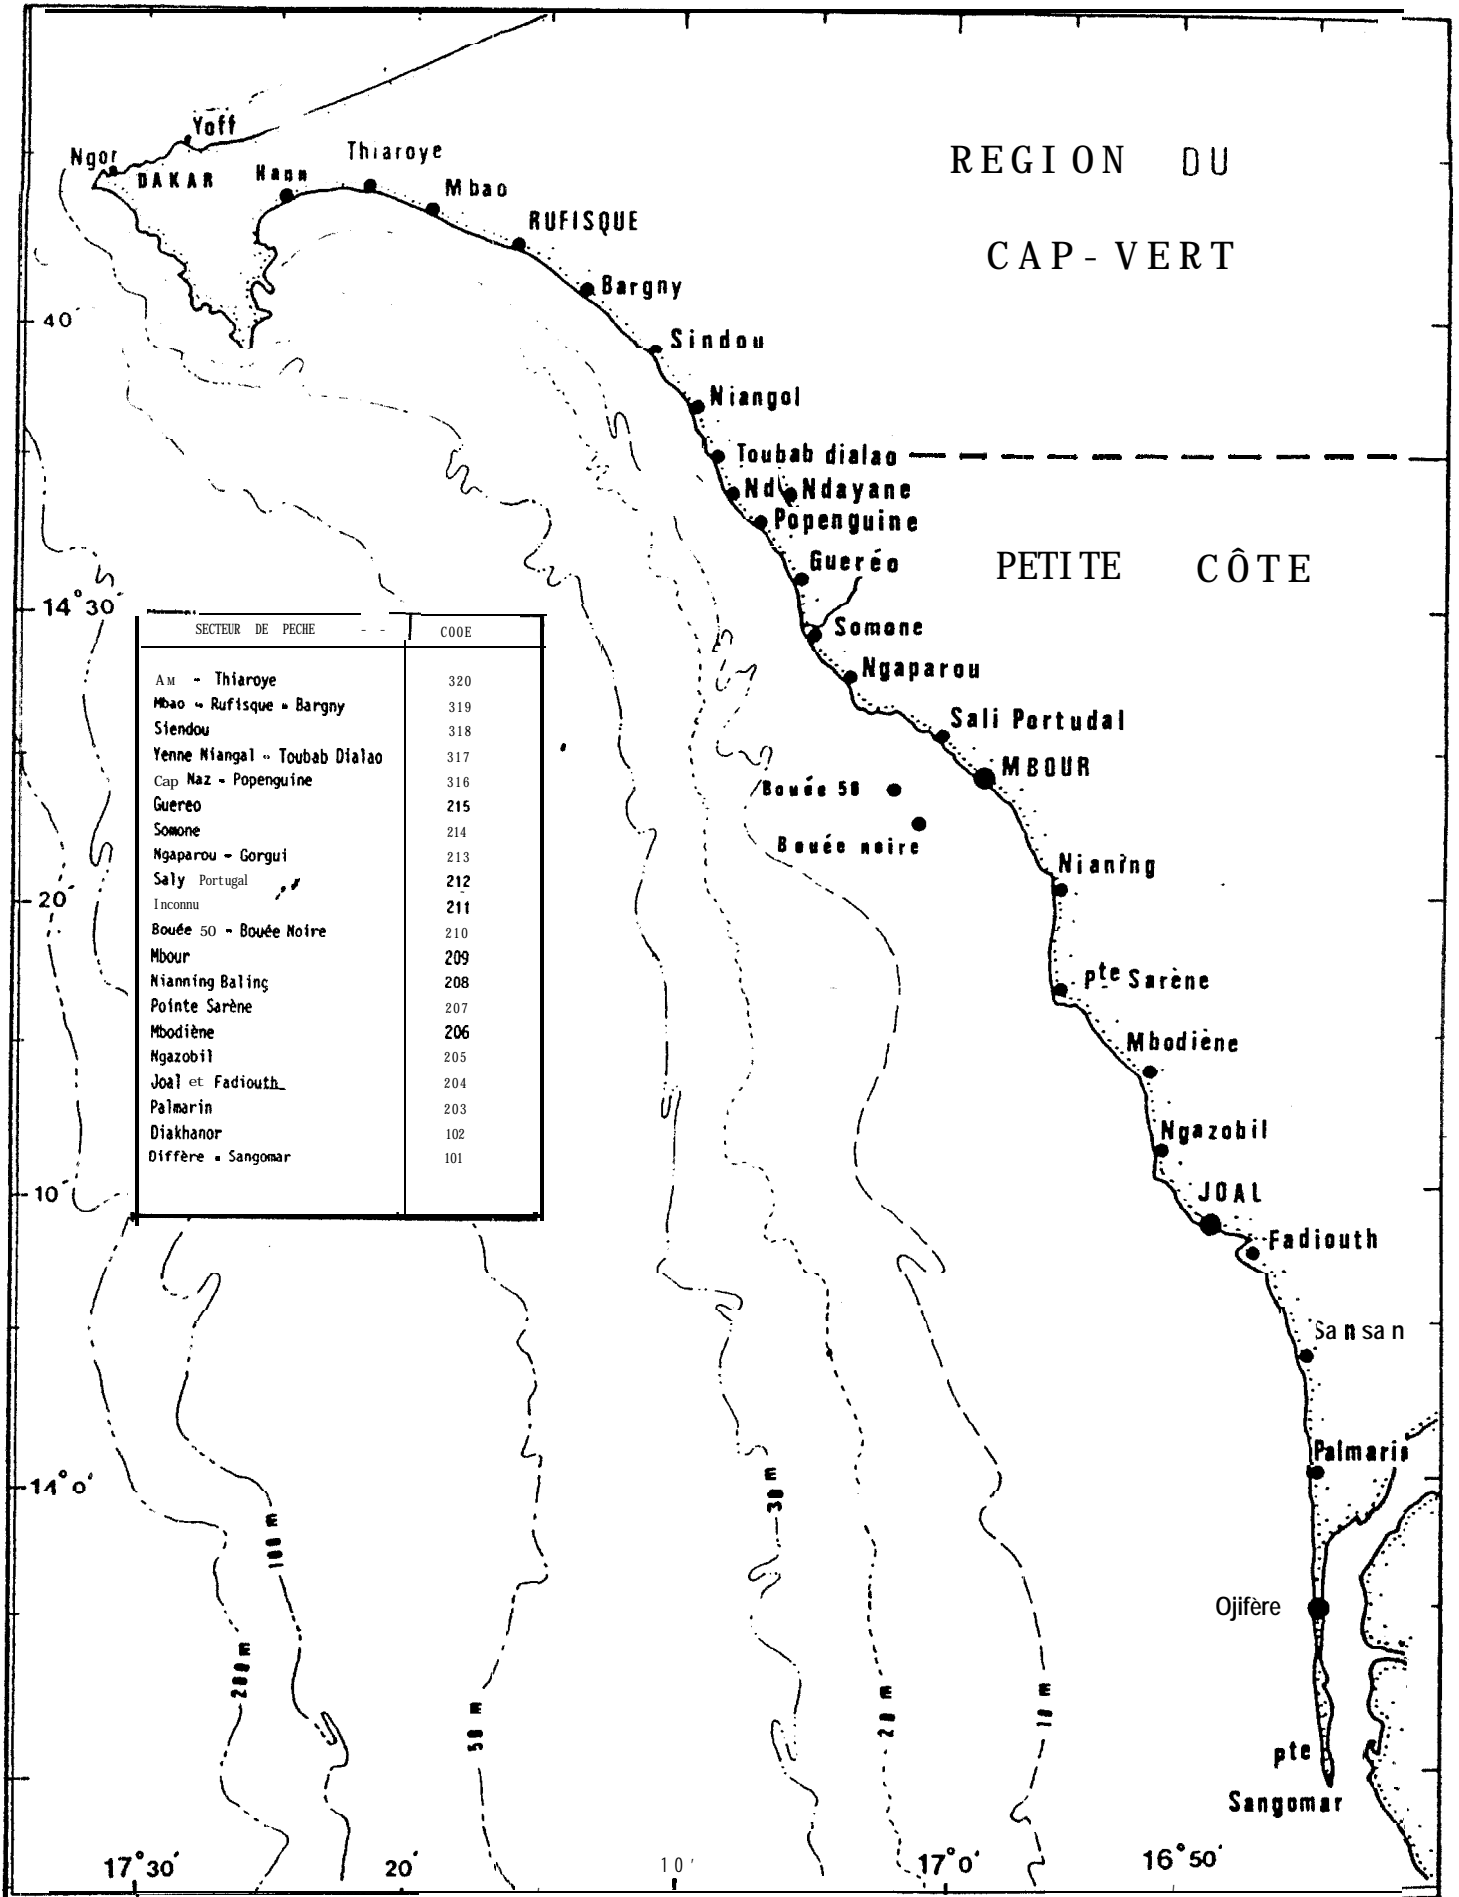 Yoff
Ngor
DAKAR
Hann
Thiaroye
Mbao
RUFISQUE
Bargny
Sindou
Niangol
Toubab dialao
Nd Ndayane
Popenguine
Gueréo
Somone
Ngaparou
Sali Portudal
MBOUR
Bouée 50
Bouée noire
Nianing
pte Sarène
Mbodiène
Ngazobil
JOAL
Fadiouth
Sansan
Palmarin
Ojifère
pte
Sangomar
REGION DU
CAP-VERT
PETITE CÔTE
40'
14°30'
20'
10'
14°0'
SECTEUR DE PECHE - - COOE
AM - Thiaroye 320
Mbao - Rufisque - Bargny 319
Siendou 318
Yenne Niangal - Toubab Dialao 317
Cap Naz - Popenguine 316
Guereo 215
Somone 214
Ngaparou - Gorgui 213
Saly Portugal 212
Inconnu 211
Bouée 50 - Bouée Noire 210
Mbour 209
Nianning Baling 208
Pointe Sarène 207
Mbodiène 206
Ngazobil 205
Joal et Fadiouth 204
Palmarin 203
Diakhanor 102
Diffère - Sangomar 101
200m
100 m
50 m
30 m
20 m
10 m
17°30'
20'
10'
17°0'
16°50'